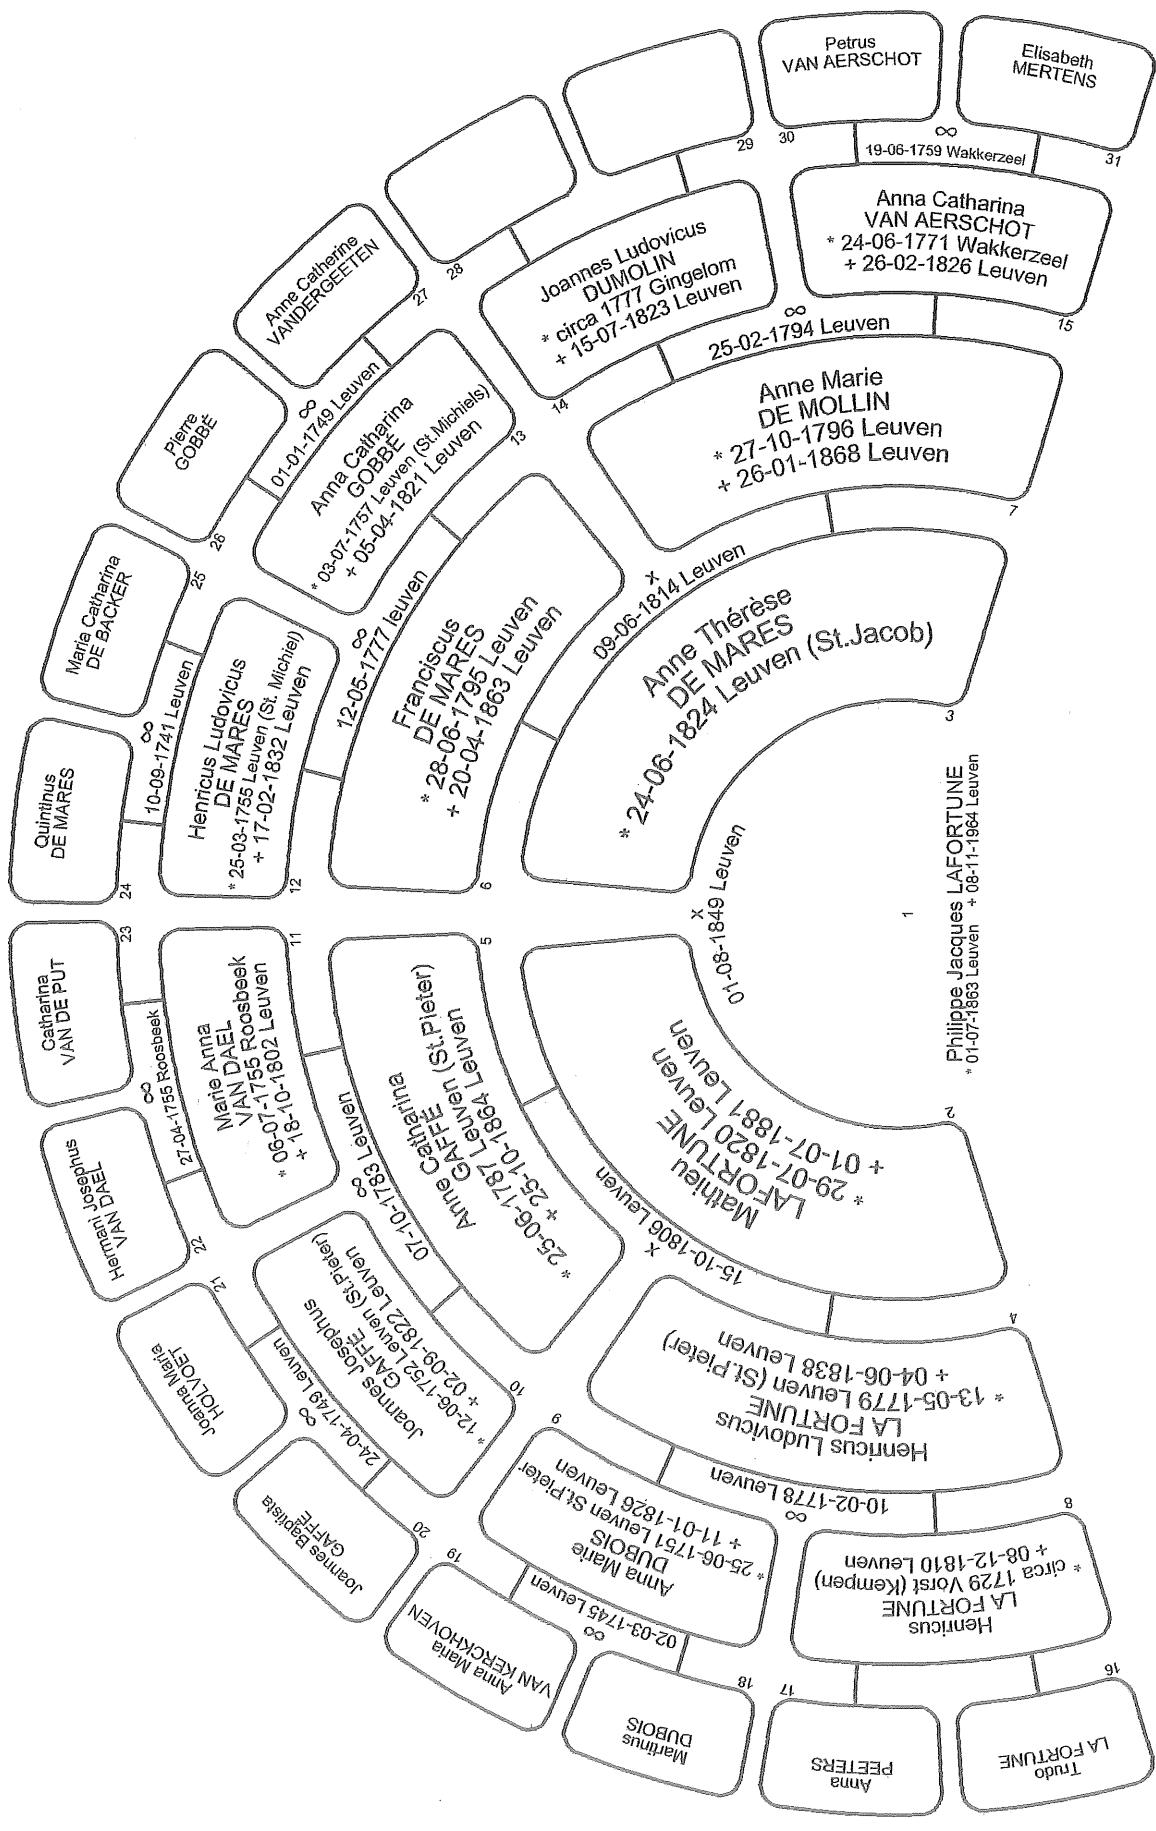 Philippe Jacques LAFORTUNE
* 01-07-1863 Leuven + 08-11-1964 Leuven
1
01-08-1849 Leuven
x
Mathieu
LAFORTUNE
* 29-07-1820 Leuven
+ 01-07-1881 Leuven
2
Anne Thérèse
DE MARES
* 24-06-1824 Leuven (St.Jacob)
3
15-10-1806 Leuven
x
09-06-1814 Leuven
x
Henricus Ludovicus
LA FORTUNE
* 13-05-1779 Leuven (St.Pieter)
+ 04-06-1838 Leuven
4
Anne Catharina
GAFFÉ
* 25-06-1787 Leuven (St.Pieter)
+ 25-10-1864 Leuven
5
Franciscus
DE MARES
* 28-06-1795 Leuven
+ 20-04-1863 Leuven
6
Anne Marie
DE MOLLIN
* 27-10-1796 Leuven
+ 26-01-1868 Leuven
7
10-02-1778 Leuven
∞
07-10-1783 Leuven
∞
12-05-1777 leuven
∞
25-02-1794 Leuven
∞
Henricus
LA FORTUNE
* circa 1729 Vorst (Kempen)
+ 08-12-1810 Leuven
8
Anna Marie
DUBOIS
* 25-06-1751 Leuven St.Pieter
+ 11-01-1826 Leuven
9
Joannes Josephus
GAFFÉ
* 12-06-1752 Leuven (St.Pieter)
+ 02-09-1822 Leuven
10
Marie Anna
VAN DAEL
* 06-07-1755 Roosbeek
+ 18-10-1802 Leuven
11
Henricus Ludovicus
DE MARES
* 25-03-1755 Leuven (St. Michiel)
+ 17-02-1832 Leuven
12
Anna Catharina
GOBBÉ
* 03-07-1757 Leuven (St.Michiels)
+ 05-04-1821 Leuven
13
Joannes Ludovicus
DUMOLIN
* circa 1777 Gingelom
+ 15-07-1823 Leuven
14
Anna Catharina
VAN AERSCHOT
* 24-06-1771 Wakkerzeel
+ 26-02-1826 Leuven
15
02-03-1745 Leuven
∞
24-04-1749 Leuven
∞
27-04-1755 Roosbeek
∞
10-09-1741 Leuven
∞
01-01-1749 Leuven
∞
∞
19-06-1759 Wakkerzeel
Trudo
LA FORTUNE
16
Anna
PEETERS
17
Martinus
DUBOIS
18
Anna Maria
VAN KERCKHOVEN
19
Joannes Baptista
GAFFÉ
20
Joanna Maria
HOLVOET
21
Hermani Josephus
VAN DAEL
22
Catharina
VAN DE PUT
23
Quintinus
DE MARES
24
Maria Catharina
DE BACKER
25
Pierre
GOBBÉ
26
Anne Catherine
VANDERGEETEN
27
28
29
Petrus
VAN AERSCHOT
30
Elisabeth
MERTENS
31